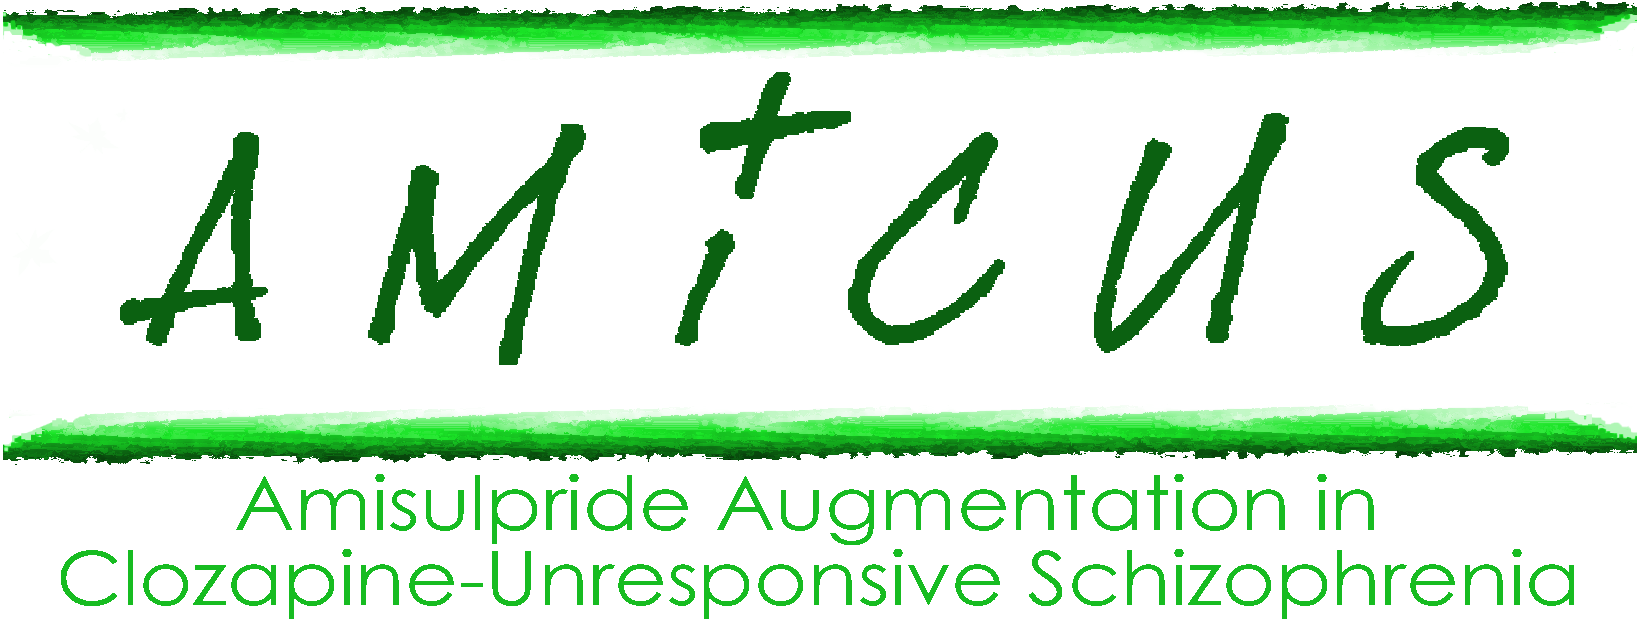 AMiCUS
Amisulpride Augmentation in
Clozapine-Unresponsive Schizophrenia